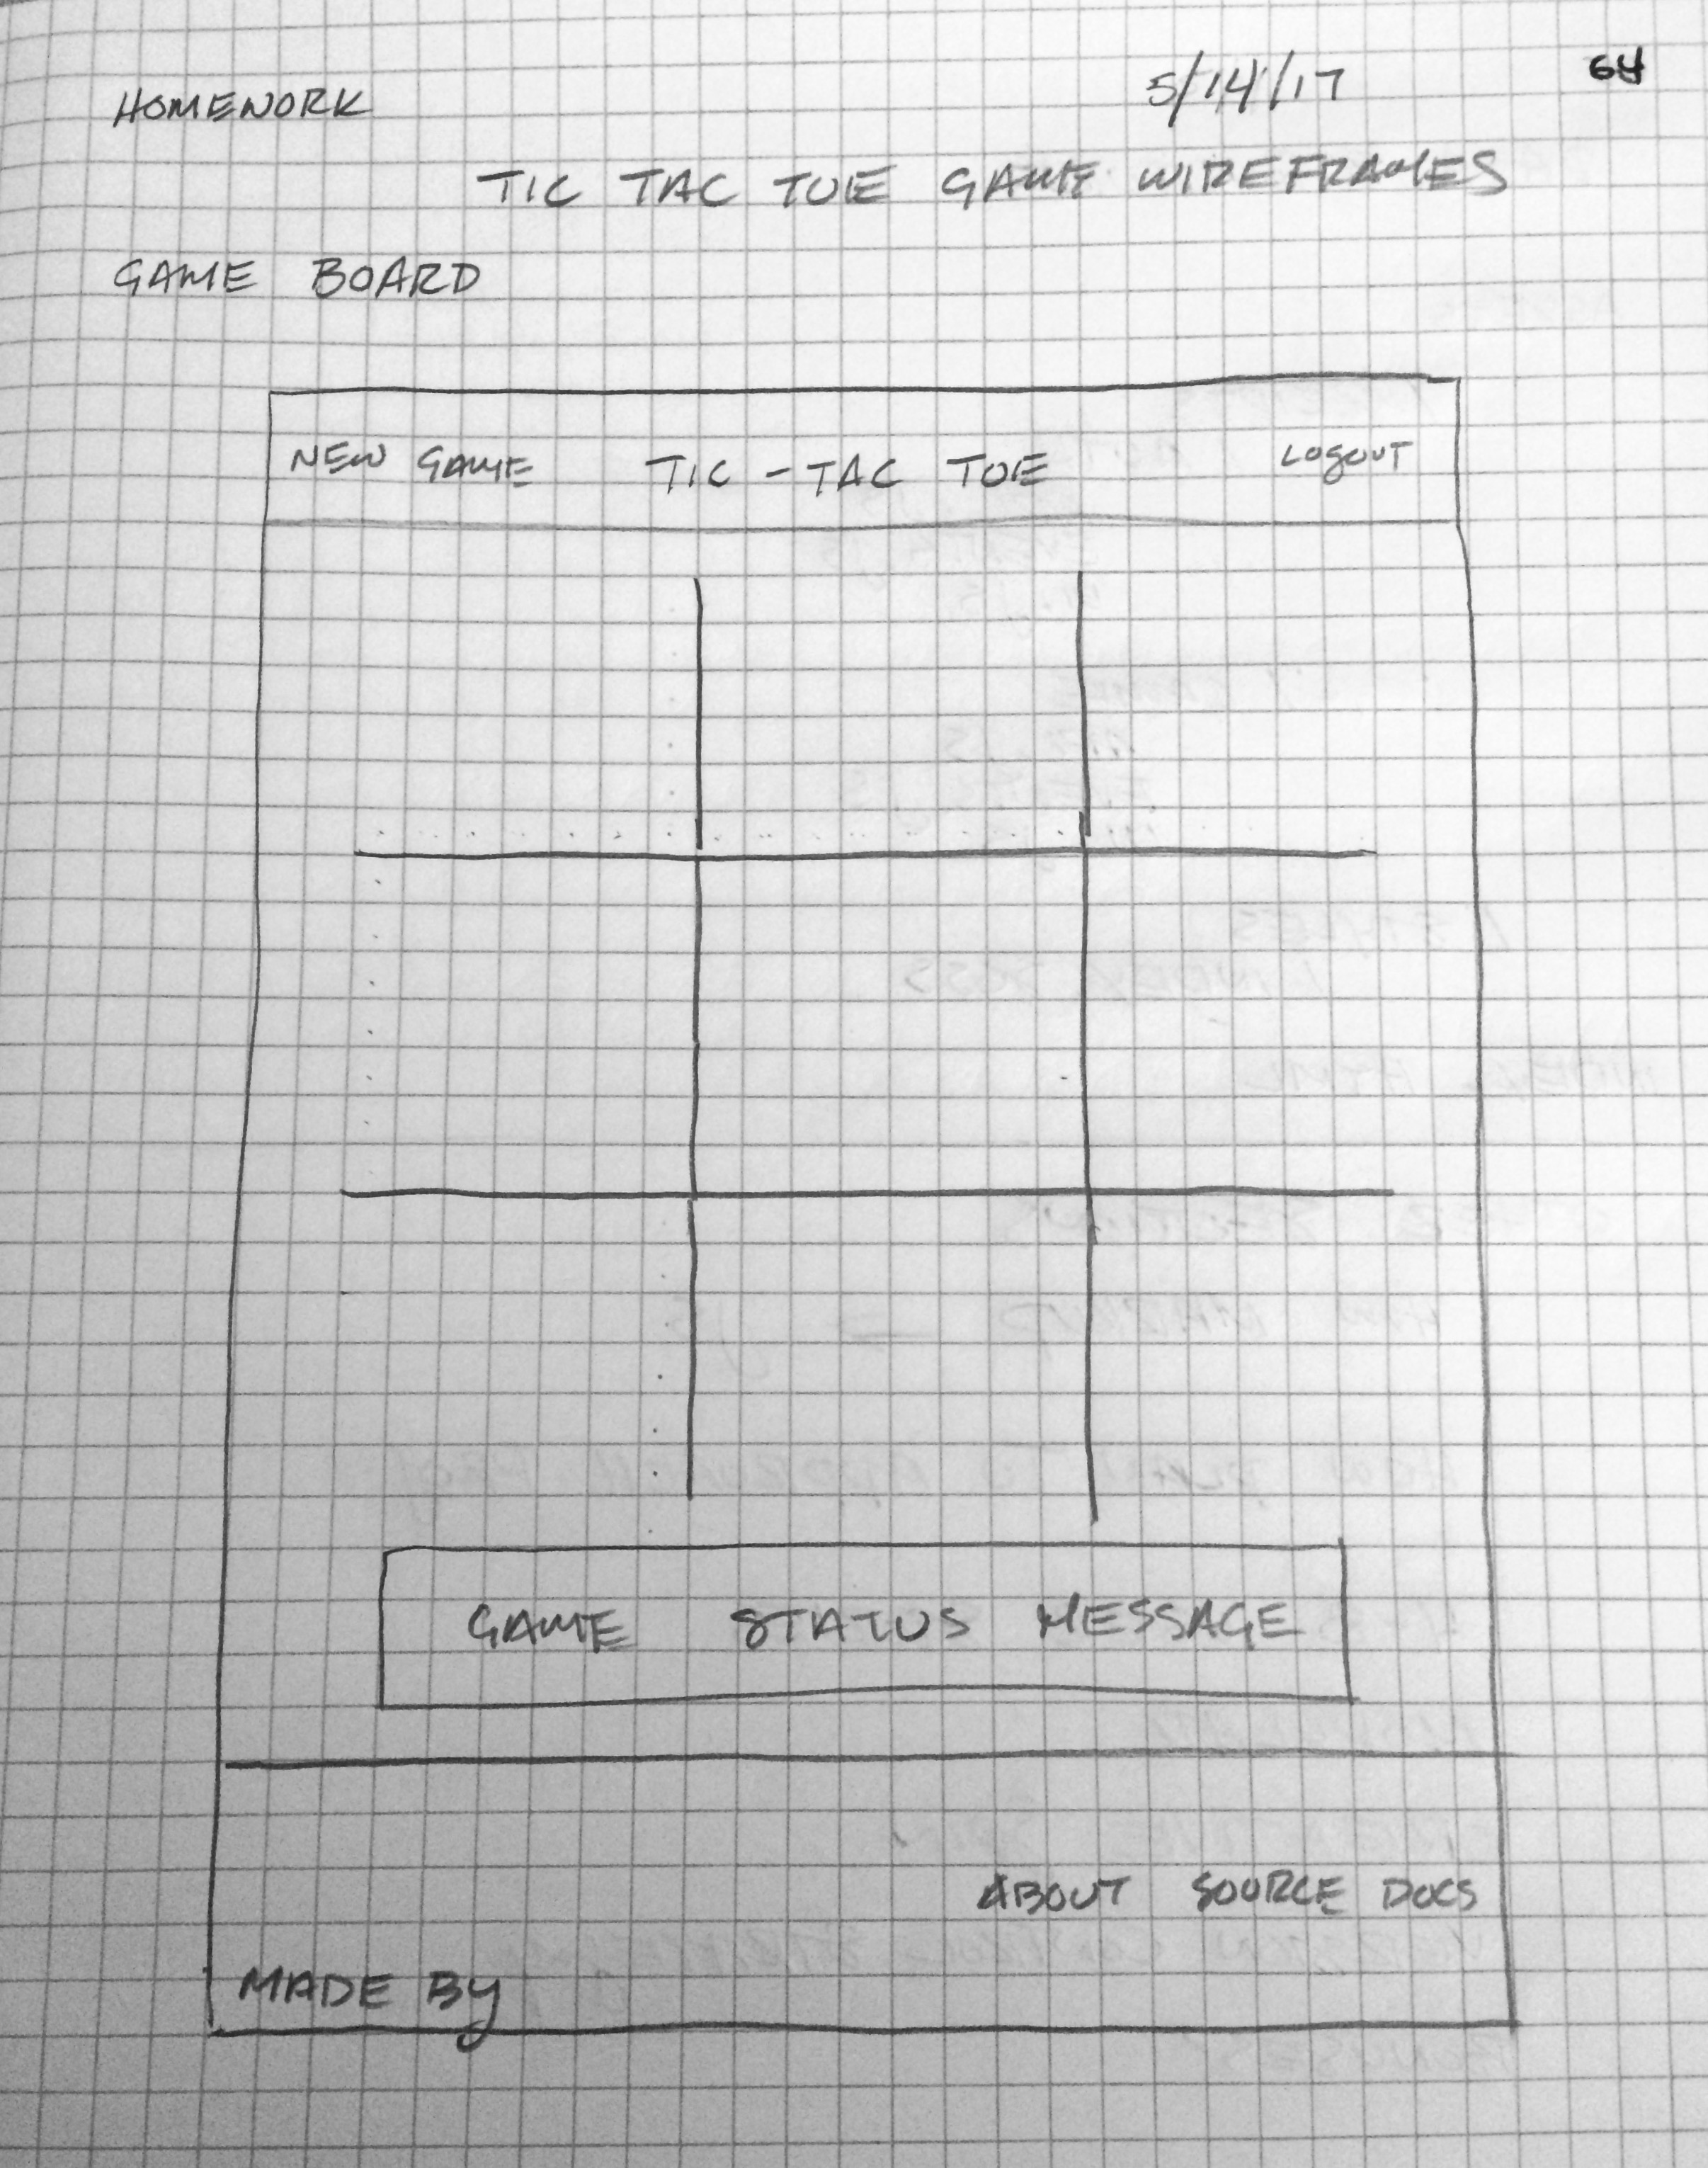 HOMEWORK 5/14/17 64
TIC TAC TOE GAME WIREFRAMES
GAME BOARD
NEW GAME TIC - TAC TOE LOGOUT
GAME STATUS MESSAGE
ABOUT SOURCE DOCS
MADE BY